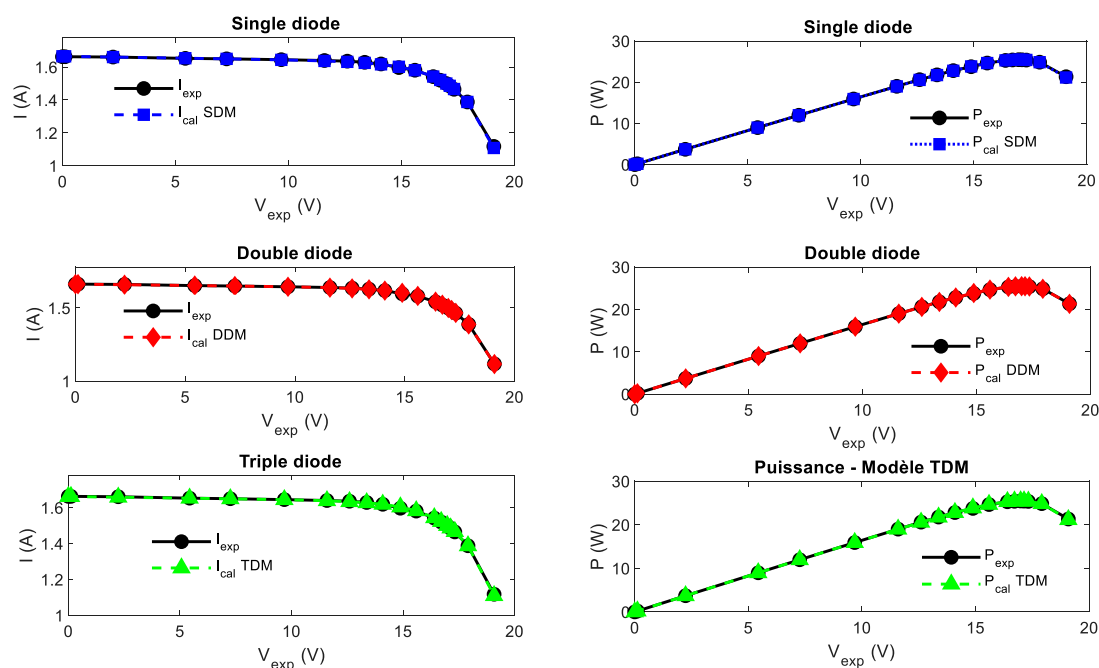 Single diode
I (A)
1.6
1.4
1.2
1
I_exp
I_cal SDM
0 5 10 15 20
V_exp (V)
Single diode
P (W)
30
20
10
0
P_exp
P_cal SDM
0 5 10 15 20
V_exp (V)
Double diode
I (A)
1.5
1
I_exp
I_cal DDM
0 5 10 15 20
V_exp (V)
Double diode
P (W)
30
20
10
0
P_exp
P_cal DDM
0 5 10 15 20
V_exp (V)
Triple diode
I (A)
1.6
1.4
1.2
1
I_exp
I_cal TDM
0 5 10 15 20
V_exp (V)
Puissance - Modèle TDM
P (W)
30
20
10
0
P_exp
P_cal TDM
0 5 10 15 20
V_exp (V)